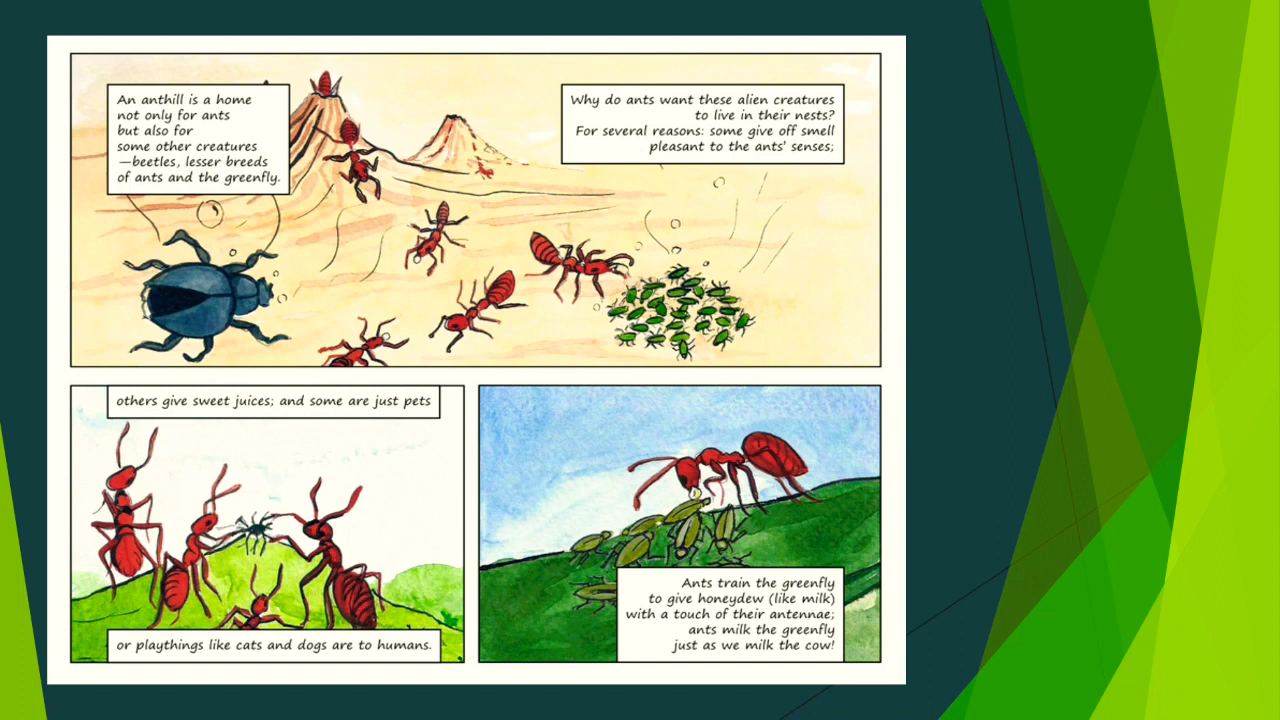 An anthill is a home
not only for ants
but also for
some other creatures
—beetles, lesser breeds
of ants and the greenfly.
Why do ants want these alien creatures
to live in their nests?
For several reasons: some give off smell
pleasant to the ants' senses;
others give sweet juices; and some are just pets
or playthings like cats and dogs are to humans.
Ants train the greenfly
to give honeydew (like milk)
with a touch of their antennae;
ants milk the greenfly
just as we milk the cow!